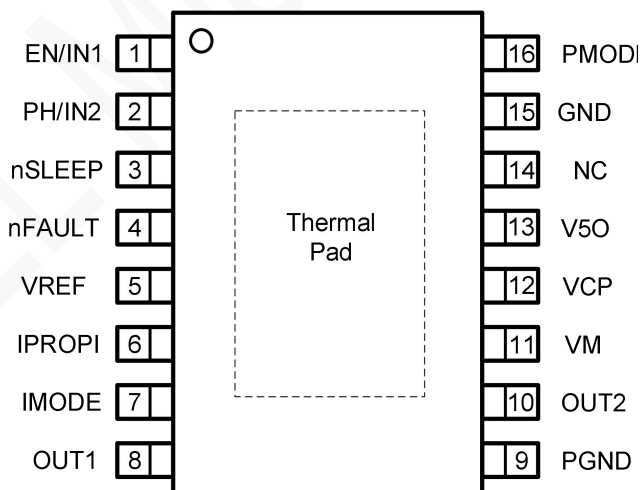 EN/IN1 1 16 PMODE
PH/IN2 2 15 GND
nSLEEP 3 14 NC
nFAULT 4 13 V5O
VREF 5 12 VCP
IPROPI 6 11 VM
IMODE 7 10 OUT2
OUT1 8 9 PGND
Thermal
Pad